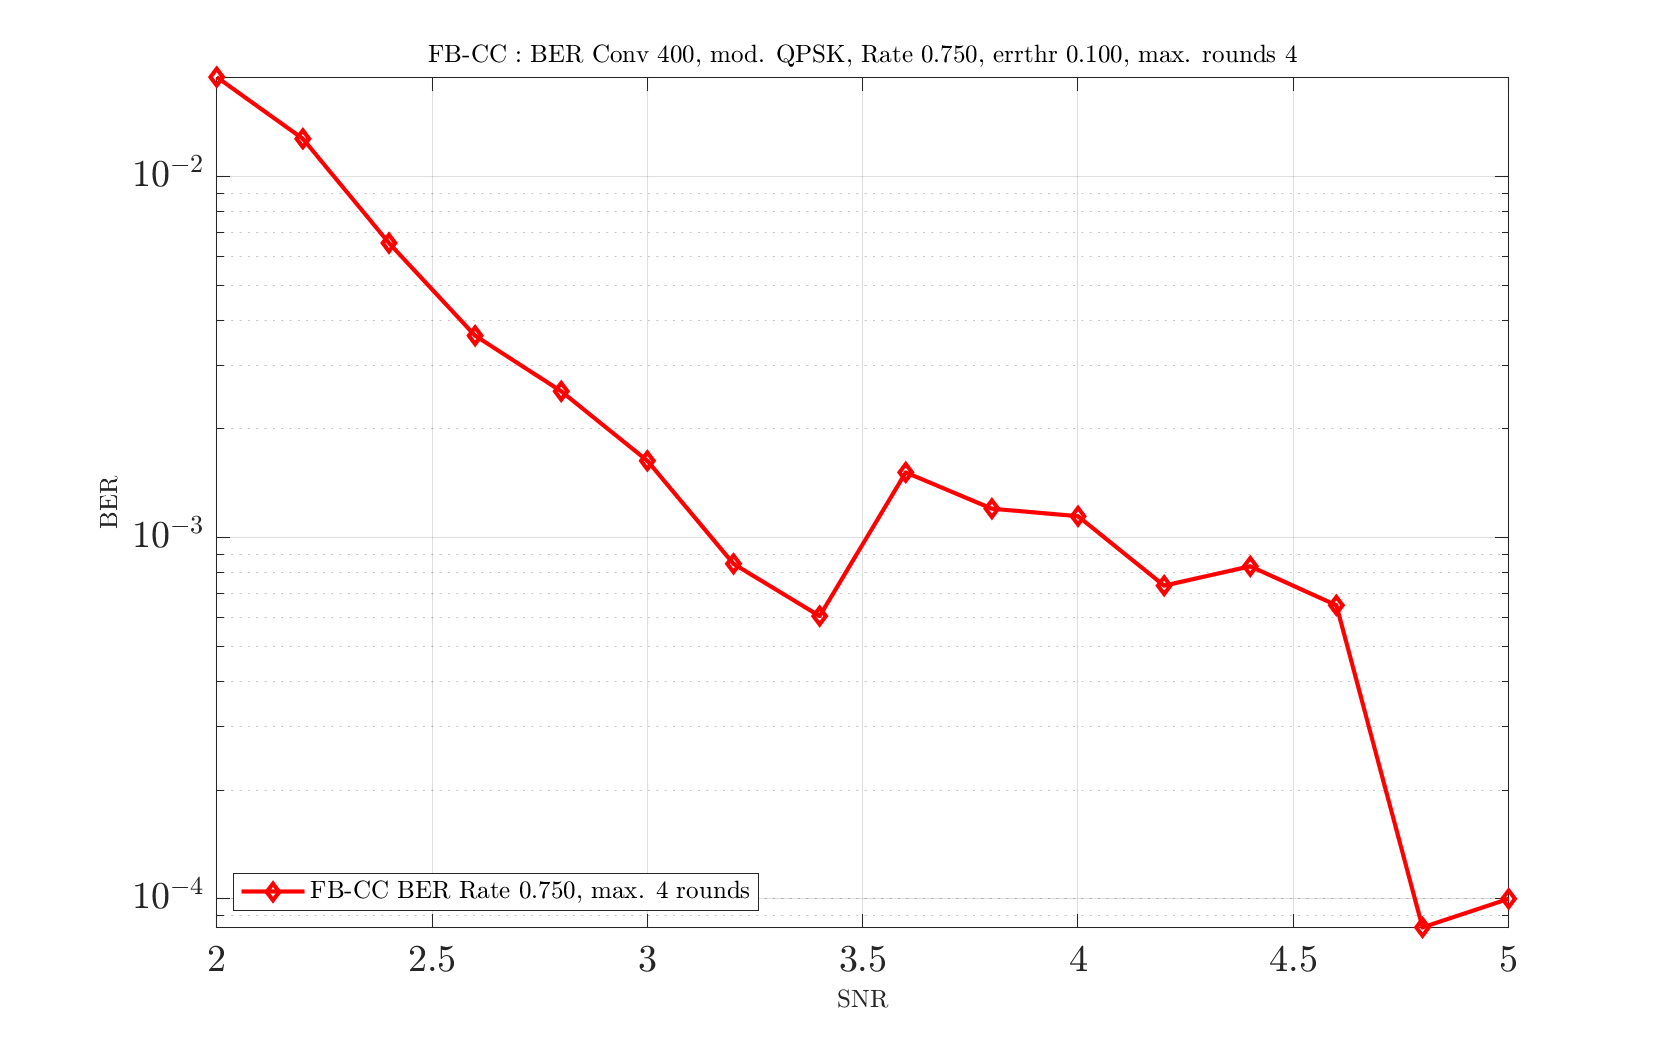 FB-CC : BER Conv 400, mod. QPSK, Rate 0.750, errthr 0.100, max. rounds 4
10^{-2}
10^{-3}
10^{-4}
BER
FB-CC BER Rate 0.750, max. 4 rounds
2 2.5 3 3.5 4 4.5 5
SNR